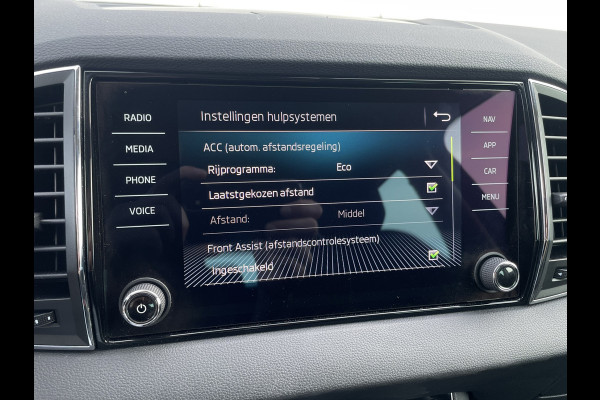 RADIO
MEDIA
PHONE
VOICE
Instellingen hulpsystemen
ACC (autom. afstandsregeling)
Rijprogramma: Eco
Laatstgekozen afstand
Afstand: Middel
Front Assist (afstandscontrolesysteem)
Ingeschakeld
NAV
APP
CAR
MENU